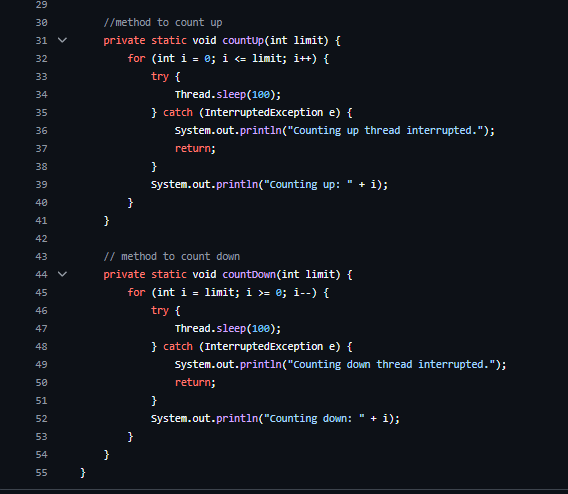 29
30 //method to count up
31 private static void countUp(int limit) {
32 for (int i = 0; i <= limit; i++) {
33 try {
34 Thread.sleep(100);
35 } catch (InterruptedException e) {
36 System.out.println("Counting up thread interrupted.");
37 return;
38 }
39 System.out.println("Counting up: " + i);
40 }
41 }
42
43 // method to count down
44 private static void countDown(int limit) {
45 for (int i = limit; i >= 0; i--) {
46 try {
47 Thread.sleep(100);
48 } catch (InterruptedException e) {
49 System.out.println("Counting down thread interrupted.");
50 return;
51 }
52 System.out.println("Counting down: " + i);
53 }
54 }
55 }